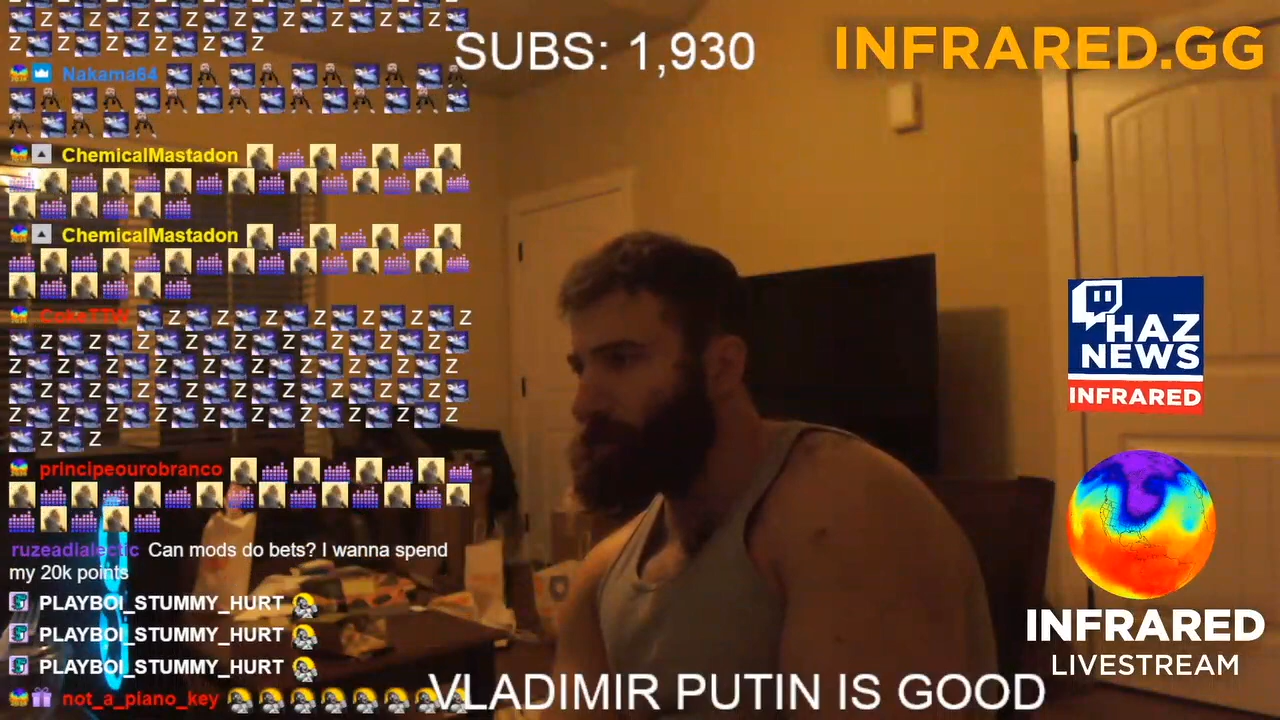 Z Z Z Z Z Z Z Z Z
Z Z Z Z Z Z
SUBS: 1,930
INFRARED.GG
Nakama64
ChemicalMastadon
ChemicalMastadon
CokeTTW Z Z Z Z Z Z Z
Z Z Z Z Z Z Z Z Z
Z Z Z Z Z Z Z Z Z
Z Z Z Z Z Z Z Z Z
Z Z Z Z Z Z Z Z Z
Z Z
principeourobranco
ruzeadialectic Can mods do bets? I wanna spend
my 20k points
PLAYBOI_STUMMY_HURT
PLAYBOI_STUMMY_HURT
PLAYBOI_STUMMY_HURT
not_a_piano_key
HAZ
NEWS
INFRARED
INFRARED
LIVESTREAM
VLADIMIR PUTIN IS GOOD